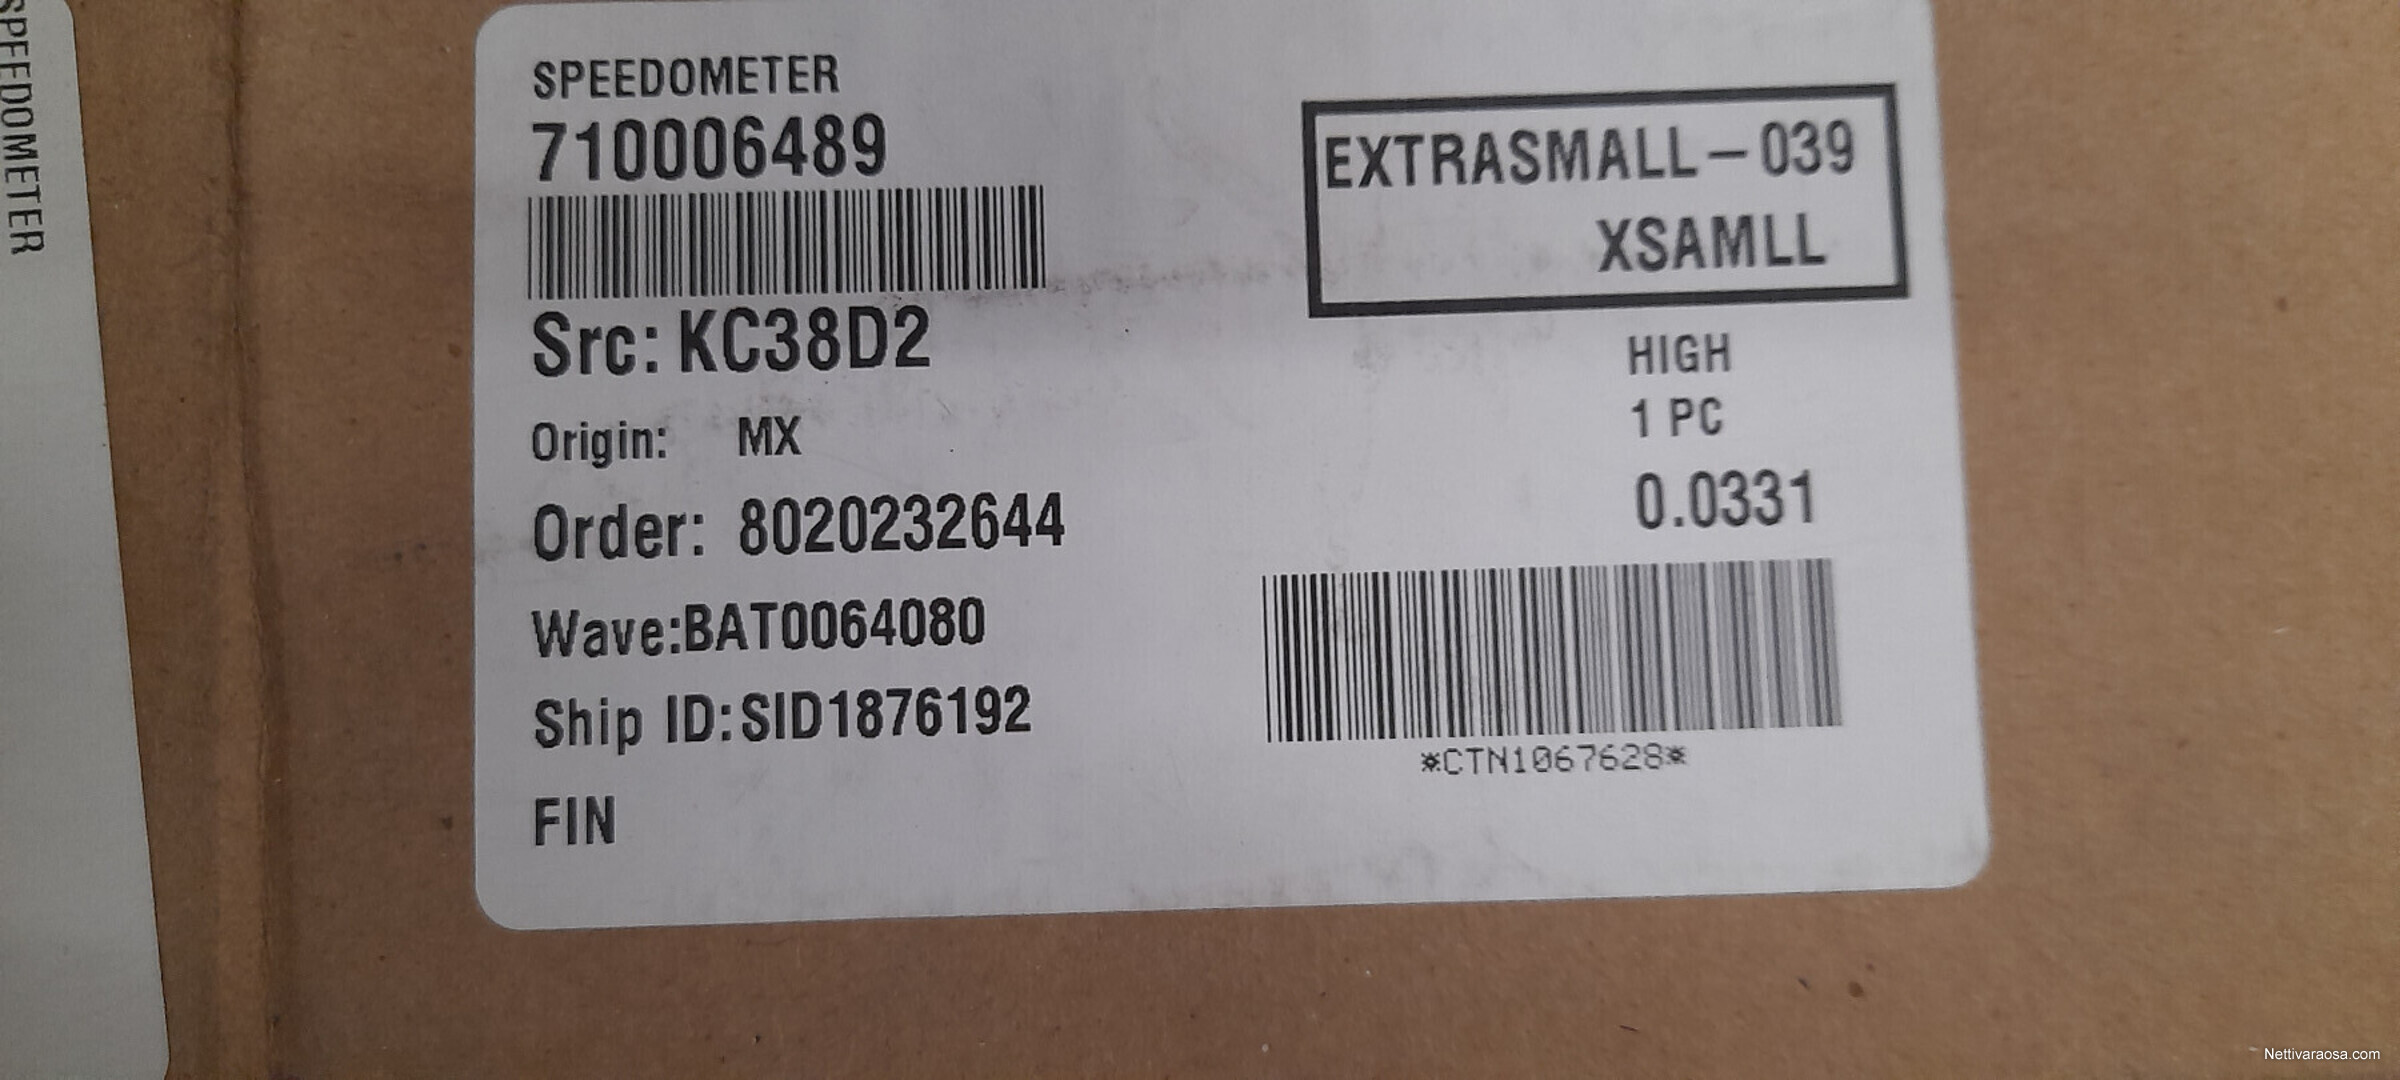 SPEEDOMETER
SPEEDOMETER
710006489
Src: KC38D2
Origin: MX
Order: 8020232644
Wave:BAT0064080
Ship ID:SID1876192
FIN
EXTRASMALL-039
XSAMLL
HIGH
1 PC
0.0331
*CTN1067628*
Nettivaraosa.com